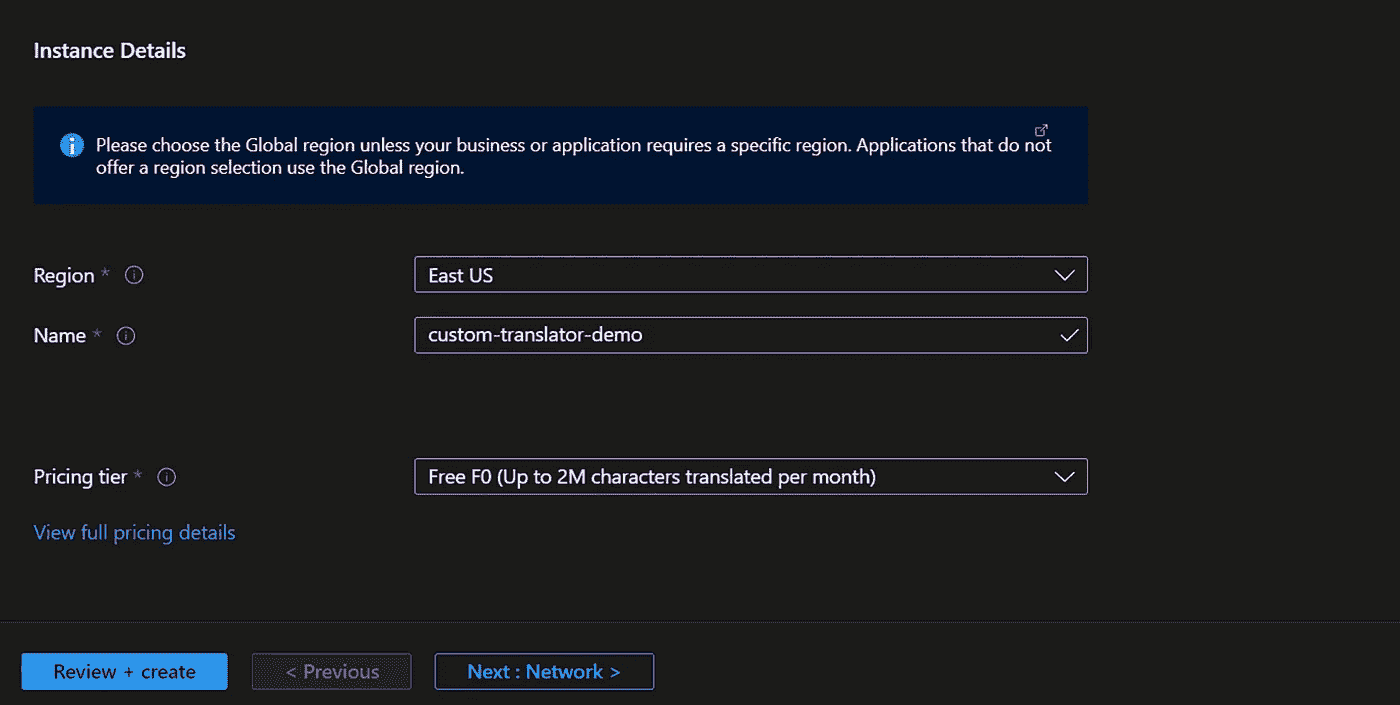 Instance Details
Please choose the Global region unless your business or application requires a specific region. Applications that do not
offer a region selection use the Global region.
Region *
East US
Name *
custom-translator-demo
Pricing tier *
Free F0 (Up to 2M characters translated per month)
View full pricing details
Review + create
< Previous
Next : Network >